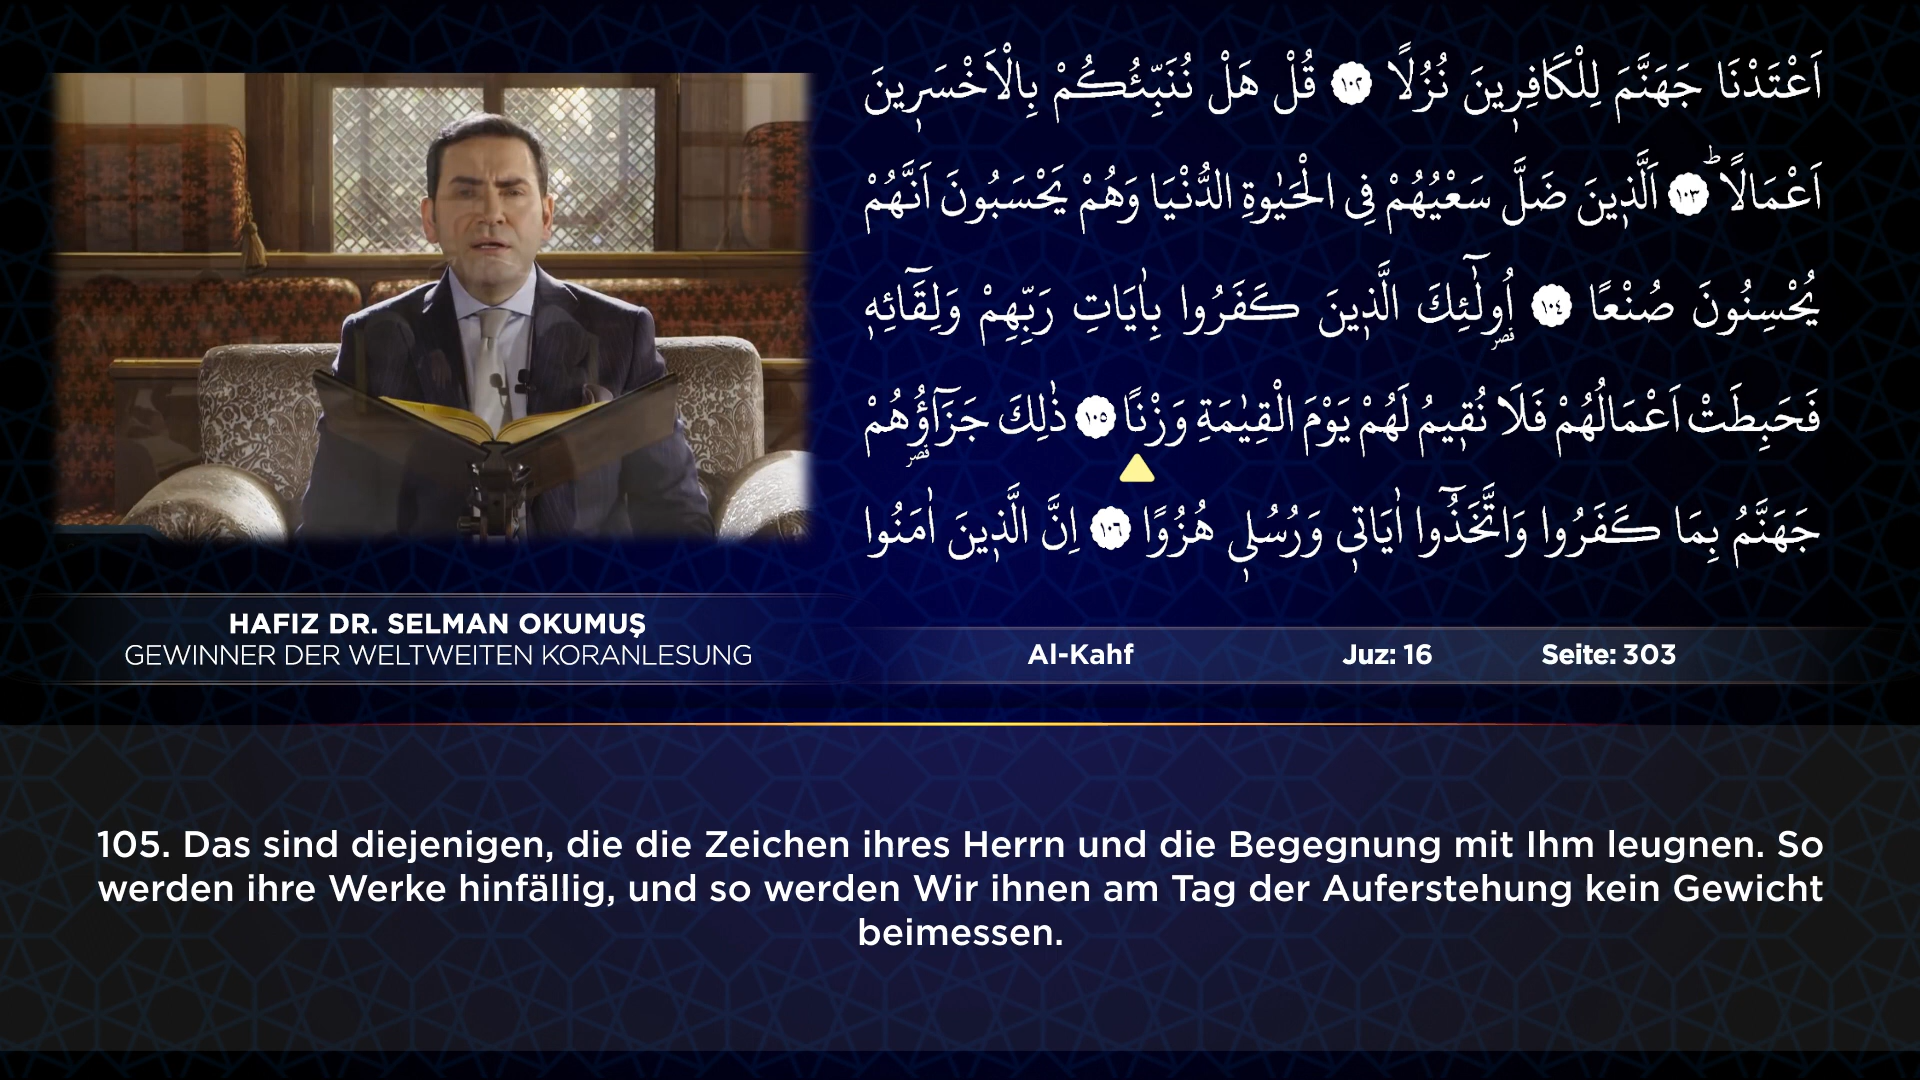 اَعْتَدْنَا جَهَنَّمَ لِلْكَافِرٖينَ نُزُلًا ﴿١٠٢﴾ قُلْ هَلْ نُنَبِّئُكُمْ بِالْاَخْسَرٖينَ
اَعْمَالًاؕ ﴿١٠٣﴾ اَلَّذٖينَ ضَلَّ سَعْيُهُمْ فِى الْحَيٰوةِ الدُّنْيَا وَهُمْ يَحْسَبُونَ اَنَّهُمْ
يُحْسِنُونَ صُنْعًا ﴿١٠٤﴾ اُو۬لٰٓئِكَ الَّذٖينَ كَفَرُوا بِاٰيَاتِ رَبِّهِمْ وَلِقَٓائِهٖ
فَحَبِطَتْ اَعْمَالُهُمْ فَلَا نُقٖيمُ لَهُمْ يَوْمَ الْقِيٰمَةِ وَزْنًا ﴿١٠٥﴾ ذٰلِكَ جَزَٓاؤُ۬هُمْ
جَهَنَّمُ بِمَا كَفَرُوا وَاتَّخَذُٓوا اٰيَاتٖى وَرُسُلٖى هُزُوًا ﴿١٠٦﴾ اِنَّ الَّذٖينَ اٰمَنُوا
HAFIZ DR. SELMAN OKUMUŞ
GEWINNER DER WELTWEITEN KORANLESUNG
Al-Kahf Juz: 16 Seite: 303
105. Das sind diejenigen, die die Zeichen ihres Herrn und die Begegnung mit Ihm leugnen. So
werden ihre Werke hinfällig, und so werden Wir ihnen am Tag der Auferstehung kein Gewicht
beimessen.